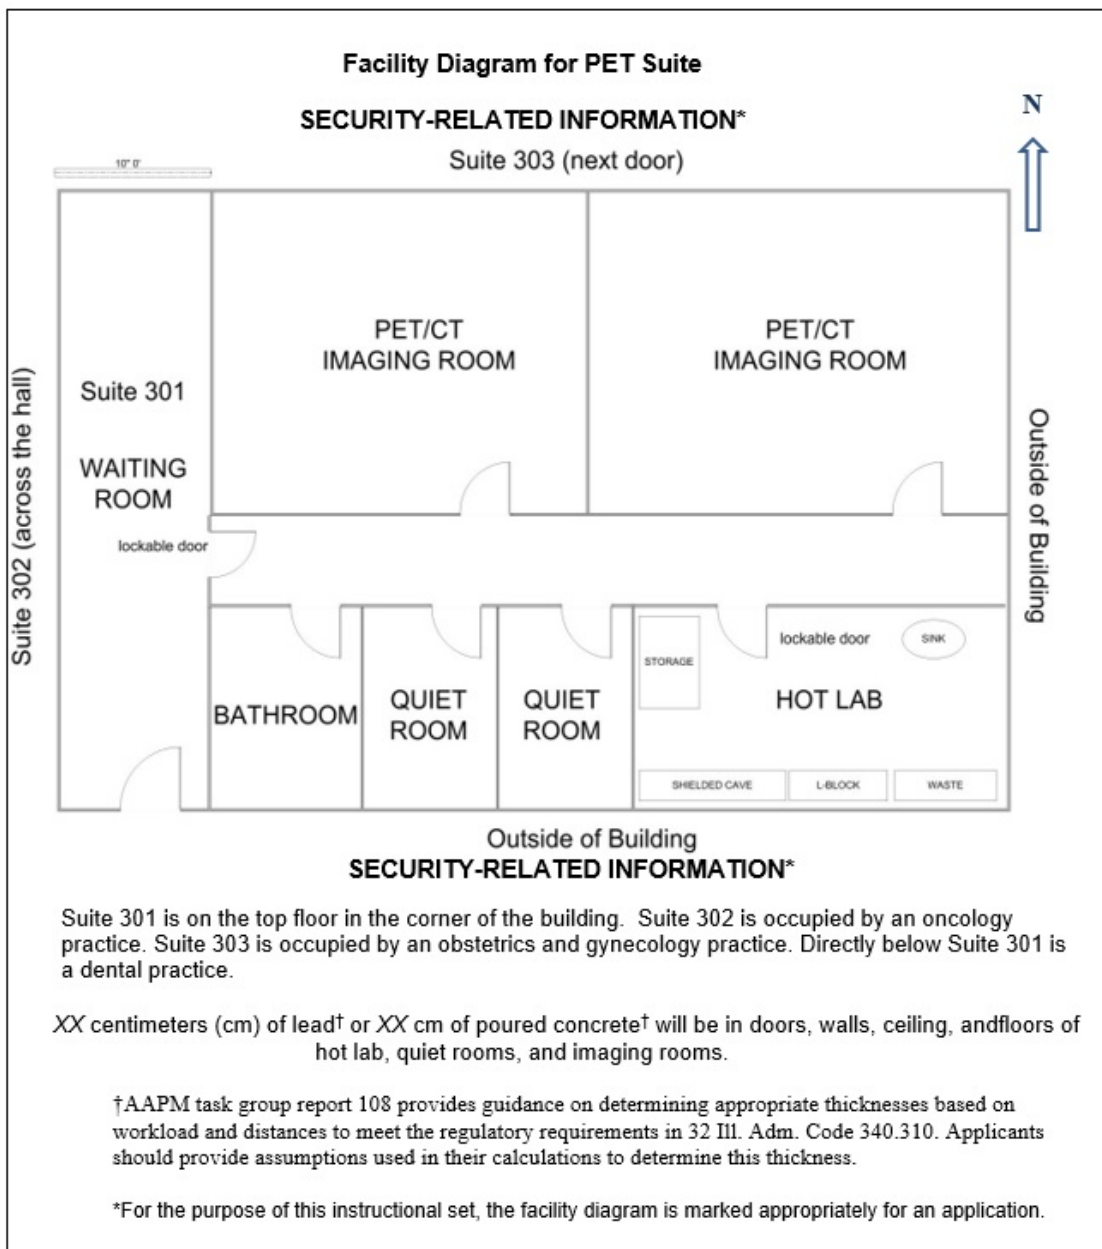 Facility Diagram for PET Suite
SECURITY-RELATED INFORMATION*
N
Suite 303 (next door)
10" 0'
PET/CT
IMAGING ROOM
PET/CT
IMAGING ROOM
Suite 301
WAITING
ROOM
lockable door
Suite 302 (across the hall)
Outside of Building
BATHROOM
QUIET
ROOM
QUIET
ROOM
STORAGE
lockable door
SINK
HOT LAB
SHIELDED CAVE
L-BLOCK
WASTE
Outside of Building
SECURITY-RELATED INFORMATION*
Suite 301 is on the top floor in the corner of the building.  Suite 302 is occupied by an oncology
practice. Suite 303 is occupied by an obstetrics and gynecology practice. Directly below Suite 301 is
a dental practice.
XX centimeters (cm) of lead† or XX cm of poured concrete† will be in doors, walls, ceiling, andfloors of
hot lab, quiet rooms, and imaging rooms.
†AAPM task group report 108 provides guidance on determining appropriate thicknesses based on
workload and distances to meet the regulatory requirements in 32 Ill. Adm. Code 340.310. Applicants
should provide assumptions used in their calculations to determine this thickness.
*For the purpose of this instructional set, the facility diagram is marked appropriately for an application.